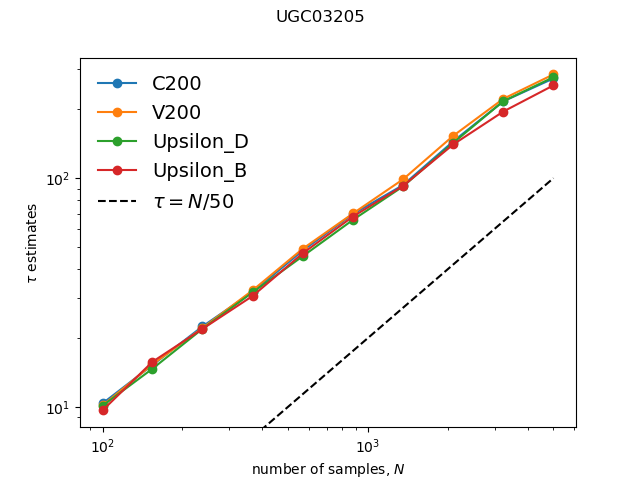 UGC03205
C200
V200
Upsilon_D
Upsilon_B
τ = N/50
10²
10¹
τ estimates
10² 10³
number of samples, N